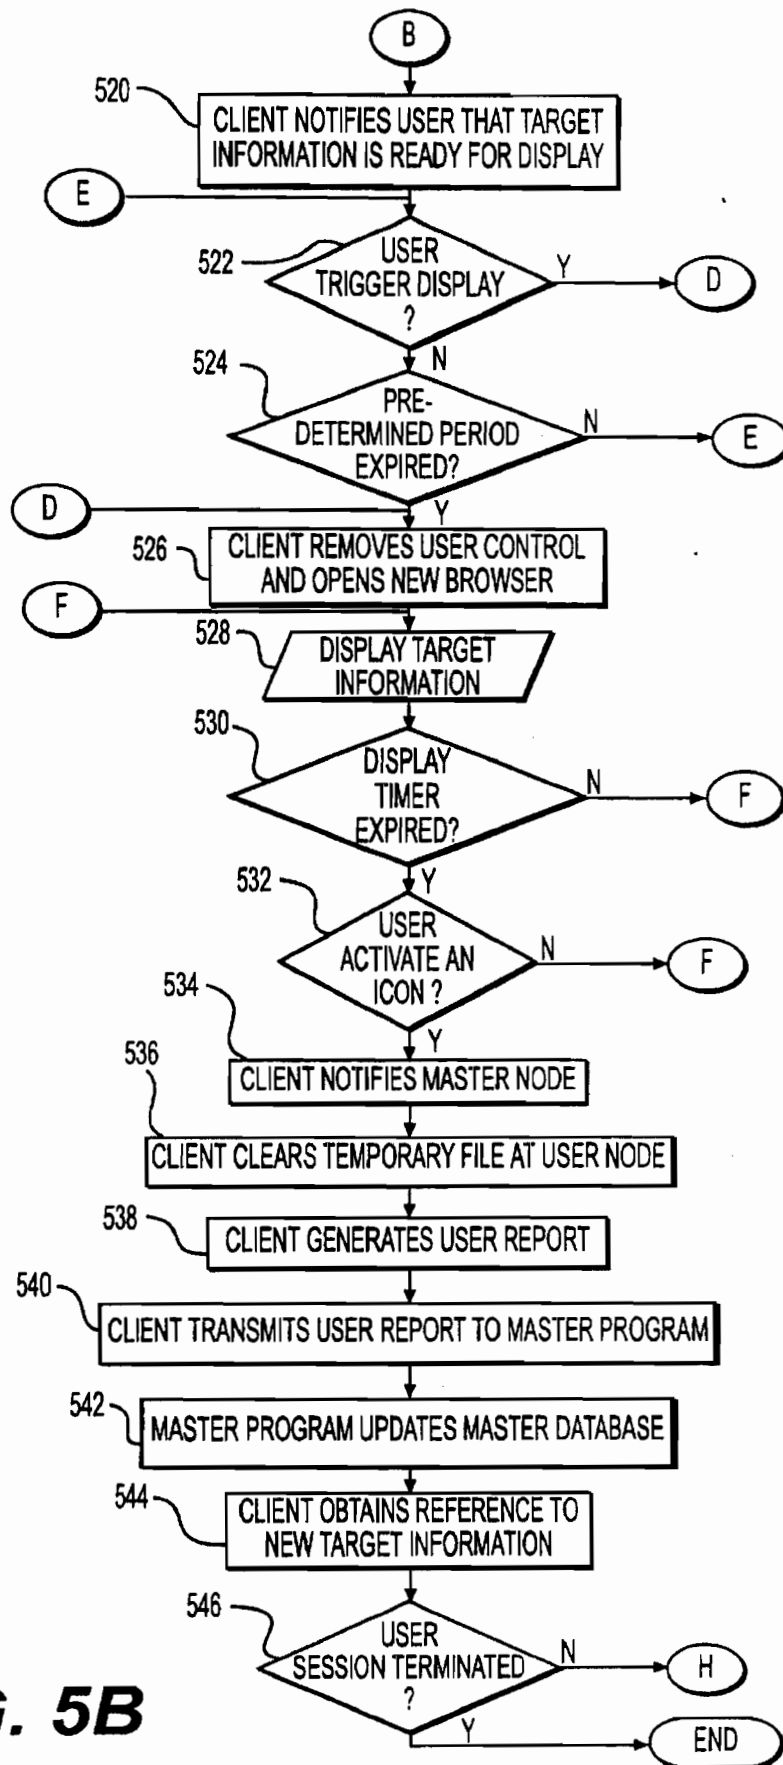 B
520
CLIENT NOTIFIES USER THAT TARGET
INFORMATION IS READY FOR DISPLAY
E
522
USER
TRIGGER DISPLAY
?
Y
D
N
524
PRE-
DETERMINED PERIOD
EXPIRED?
N
E
D
Y
526
CLIENT REMOVES USER CONTROL
AND OPENS NEW BROWSER
F
528
DISPLAY TARGET
INFORMATION
530
DISPLAY
TIMER
EXPIRED?
N
F
Y
532
USER
ACTIVATE AN
ICON ?
N
F
Y
534
CLIENT NOTIFIES MASTER NODE
536
CLIENT CLEARS TEMPORARY FILE AT USER NODE
538
CLIENT GENERATES USER REPORT
540
CLIENT TRANSMITS USER REPORT TO MASTER PROGRAM
542
MASTER PROGRAM UPDATES MASTER DATABASE
544
CLIENT OBTAINS REFERENCE TO
NEW TARGET INFORMATION
546
USER
SESSION TERMINATED
?
N
H
Y
END
G. 5B